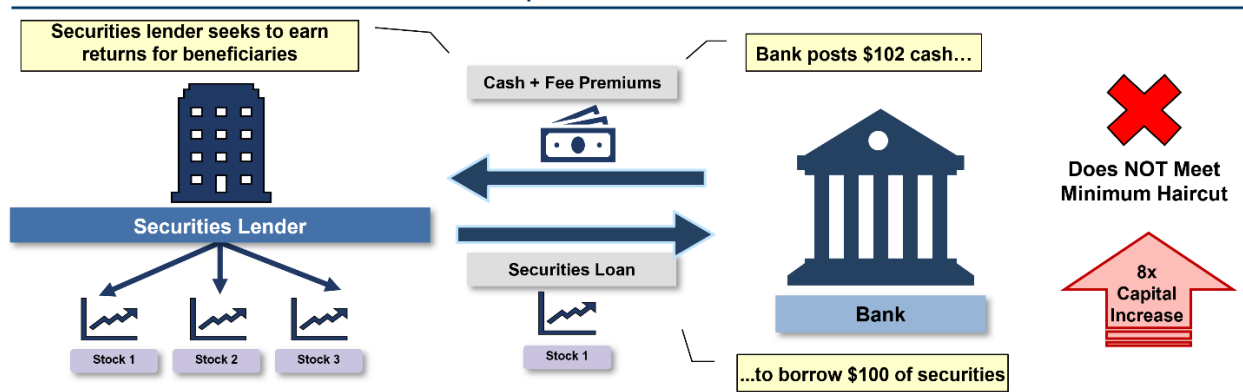 Securities lender seeks to earn
returns for beneficiaries
Cash + Fee Premiums
Bank posts $102 cash…
Does NOT Meet
Minimum Haircut
Securities Lender
Securities Loan
8x
Capital
Increase
Bank
Stock 1
Stock 2
Stock 3
Stock 1
...to borrow $100 of securities